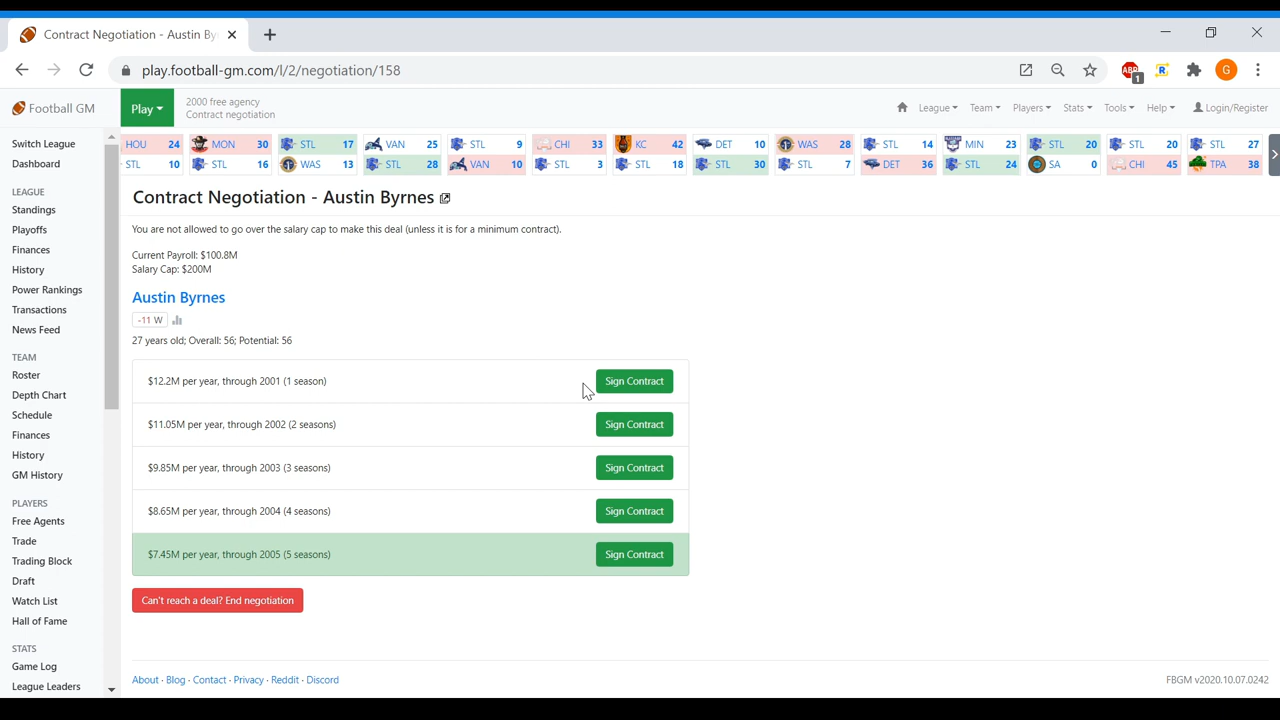 Contract Negotiation - Austin By
play.football-gm.com/l/2/negotiation/158
ABP
1
R
G
Football GM
Play
2000 free agency
Contract negotiation
League
Team
Players
Stats
Tools
Help
Login/Register
HOU 24
STL 10
MON 30
STL 16
STL 17
WAS 13
VAN 25
STL 28
STL 9
VAN 10
CHI 33
STL 3
KC 42
STL 18
DET 10
STL 30
WAS 28
STL 7
STL 14
DET 36
MIN 23
STL 24
STL 20
SA 0
STL 20
CHI 45
STL 27
TPA 38
Switch League
Dashboard
LEAGUE
Standings
Playoffs
Finances
History
Power Rankings
Transactions
News Feed
TEAM
Roster
Depth Chart
Schedule
Finances
History
GM History
PLAYERS
Free Agents
Trade
Trading Block
Draft
Watch List
Hall of Fame
STATS
Game Log
League Leaders
Contract Negotiation - Austin Byrnes
You are not allowed to go over the salary cap to make this deal (unless it is for a minimum contract).
Current Payroll: $100.8M
Salary Cap: $200M
Austin Byrnes
-11 W
27 years old; Overall: 56; Potential: 56
$12.2M per year, through 2001 (1 season) Sign Contract
$11.05M per year, through 2002 (2 seasons) Sign Contract
$9.85M per year, through 2003 (3 seasons) Sign Contract
$8.65M per year, through 2004 (4 seasons) Sign Contract
$7.45M per year, through 2005 (5 seasons) Sign Contract
Can't reach a deal? End negotiation
About · Blog · Contact · Privacy · Reddit · Discord
FBGM v2020.10.07.0242